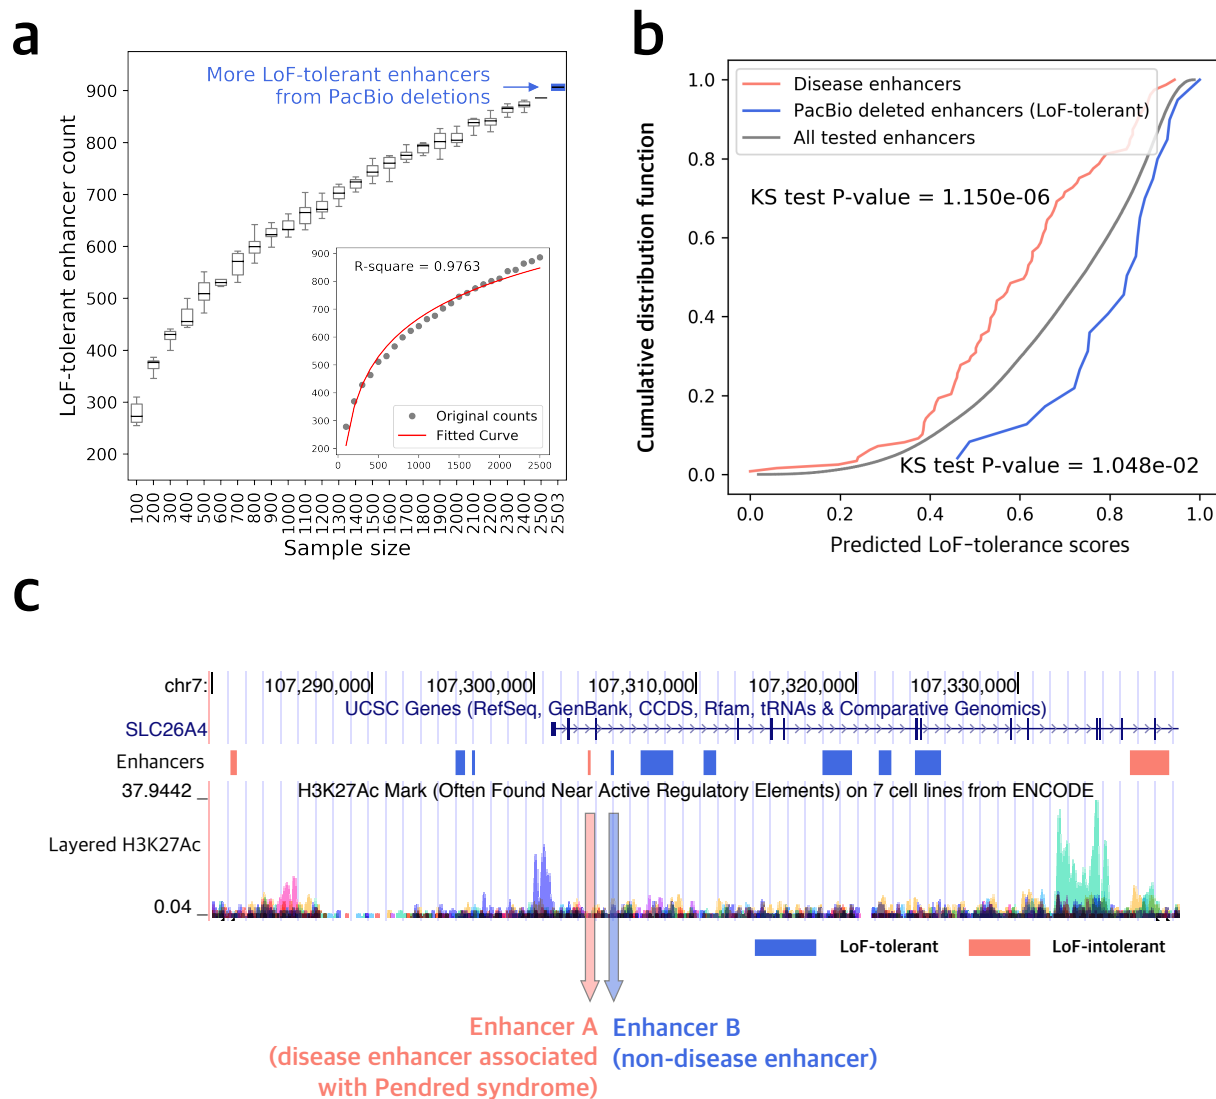 a
More LoF-tolerant enhancers
from PacBio deletions
LoF-tolerant enhancer count
900
800
700
600
500
400
300
200
R-square = 0.9763
900
800
700
600
500
400
300
200
Original counts
Fitted Curve
0 500 1000 1500 2000 2500
100 200 300 400 500 600 700 800 900 1000 1100 1200 1300 1400 1500 1600 1700 1800 1900 2000 2100 2200 2300 2400 2500 2503
Sample size
b
Cumulative distribution function
1.0
0.8
0.6
0.4
0.2
0.0
Disease enhancers
PacBio deleted enhancers (LoF-tolerant)
All tested enhancers
KS test P-value = 1.150e-06
KS test P-value = 1.048e-02
0.0 0.2 0.4 0.6 0.8 1.0
Predicted LoF-tolerance scores
c
chr7: 107,290,000 107,300,000 107,310,000 107,320,000 107,330,000
UCSC Genes (RefSeq, GenBank, CCDS, Rfam, tRNAs & Comparative Genomics)
SLC26A4
Enhancers
37.9442 _
H3K27Ac Mark (Often Found Near Active Regulatory Elements) on 7 cell lines from ENCODE
Layered H3K27Ac
0.04 _
LoF-tolerant
LoF-intolerant
Enhancer A
(disease enhancer associated
with Pendred syndrome)
Enhancer B
(non-disease enhancer)